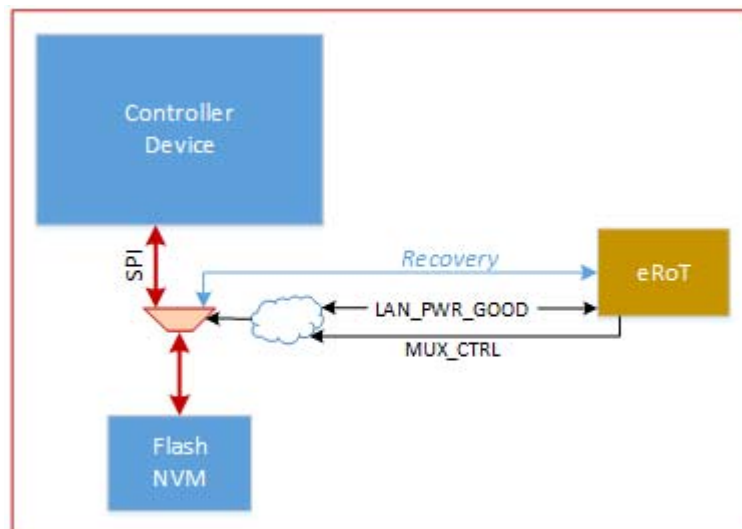 Controller
Device
SPI
Recovery
eRoT
LAN_PWR_GOOD
MUX_CTRL
Flash
NVM